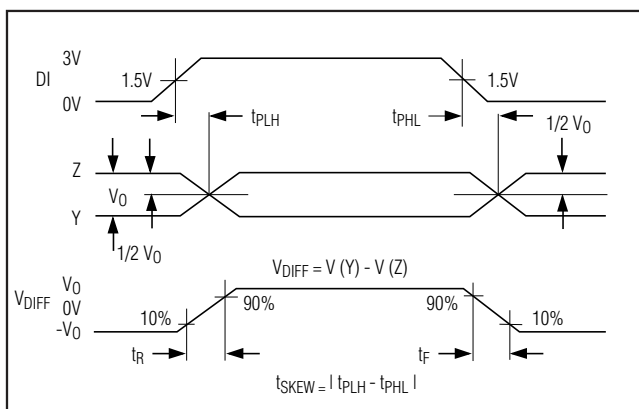 3V
DI
1.5V
1.5V
0V
tPLH
tPHL
1/2 VO
Z
VO
Y
1/2 VO
VDIFF = V (Y) - V (Z)
VO
VDIFF
0V
-VO
10%
90%
90%
10%
tR
tF
tSKEW = | tPLH - tPHL |